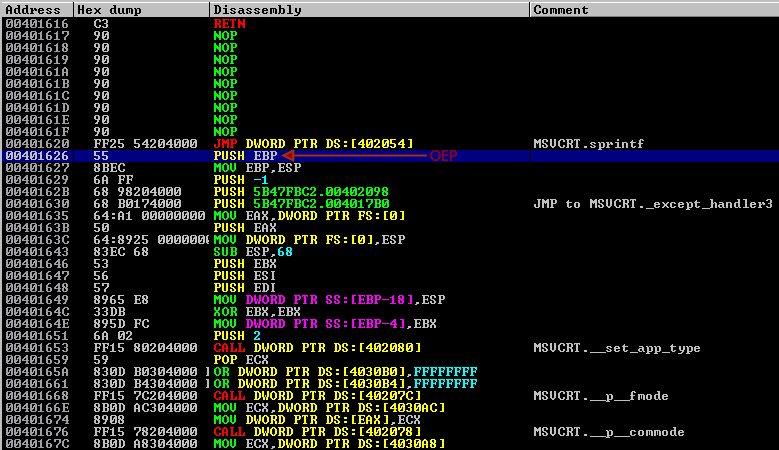 Address Hex dump Disassembly Comment
00401616 C3 RETN
00401617 90 NOP
00401618 90 NOP
00401619 90 NOP
0040161A 90 NOP
0040161B 90 NOP
0040161C 90 NOP
0040161D 90 NOP
0040161E 90 NOP
0040161F 90 NOP
00401620 FF25 54204000 JMP DWORD PTR DS:[402054] MSVCRT.sprintf
00401626 55 PUSH EBP OEP
00401627 8BEC MOV EBP,ESP
00401629 6A FF PUSH -1
0040162B 68 98204000 PUSH 5B47FBC2.00402098
00401630 68 B0174000 PUSH 5B47FBC2.004017B0 JMP to MSVCRT._except_handler3
00401635 64:A1 00000000 MOV EAX,DWORD PTR FS:[0]
0040163B 50 PUSH EAX
0040163C 64:8925 0000000 MOV DWORD PTR FS:[0],ESP
00401643 83EC 68 SUB ESP,68
00401646 53 PUSH EBX
00401647 56 PUSH ESI
00401648 57 PUSH EDI
00401649 8965 E8 MOV DWORD PTR SS:[EBP-18],ESP
0040164C 33DB XOR EBX,EBX
0040164E 895D FC MOV DWORD PTR SS:[EBP-4],EBX
00401651 6A 02 PUSH 2
00401653 FF15 80204000 CALL DWORD PTR DS:[402080] MSVCRT.__set_app_type
00401659 59 POP ECX
0040165A 830D B0304000 OR DWORD PTR DS:[4030B0],FFFFFFFF
00401661 830D B4304000 OR DWORD PTR DS:[4030B4],FFFFFFFF
00401668 FF15 7C204000 CALL DWORD PTR DS:[40207C] MSVCRT.__p__fmode
0040166E 8B0D AC304000 MOV ECX,DWORD PTR DS:[4030AC]
00401674 8908 MOV DWORD PTR DS:[EAX],ECX
00401676 FF15 78204000 CALL DWORD PTR DS:[402078] MSVCRT.__p__commode
0040167C 8B0D A8304000 MOV ECX,DWORD PTR DS:[4030A8]